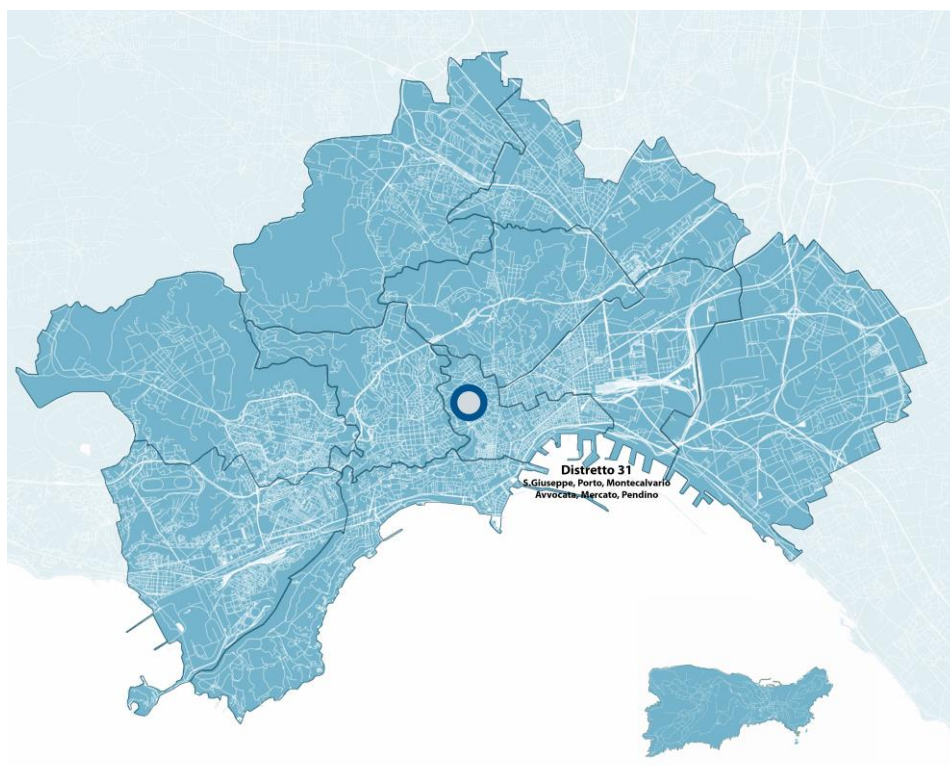 Distretto 31
S.Giuseppe, Porto, Montecalvario
Avvocata, Mercato, Pendino